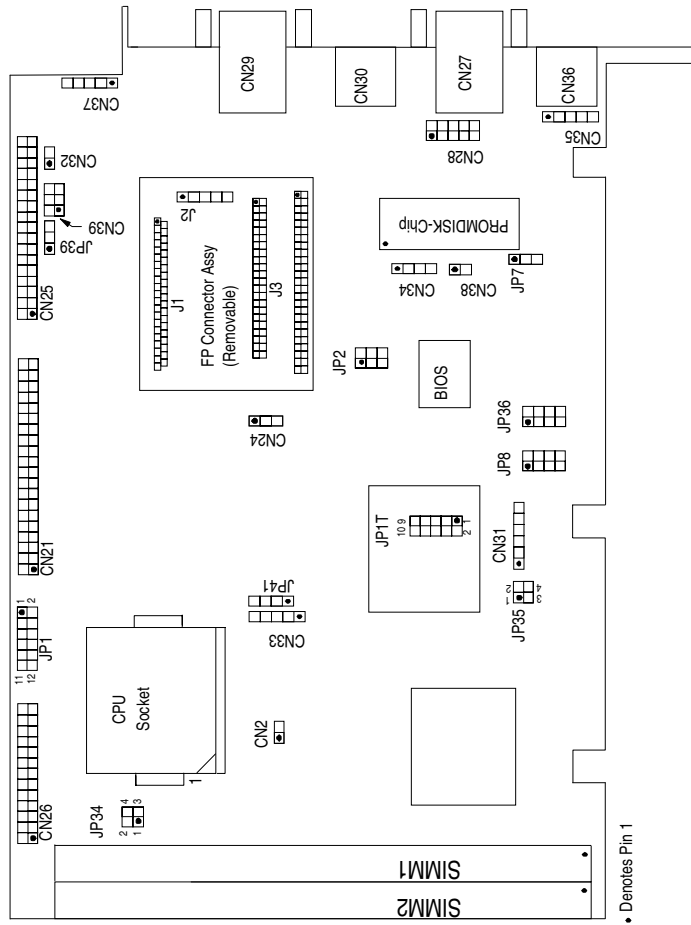 CN29
CN30
CN27
CN36
CN37
CN35
CN28
CN32
CN39
JP39
CN25
J2
J1
FP Connector Assy
(Removable)
J3
PROMDISK-Chip
CN34
CN38
JP7
JP2
BIOS
CN24
JP36
JP8
CN21
JP1T
10 9
2 1
CN31
JP35
1 2
3 4
JP41
CN33
JP1
1 2
11 12
CPU
Socket
1
CN2
CN26
JP34
2 4
1 3
SIMM1
SIMM2
• Denotes Pin 1